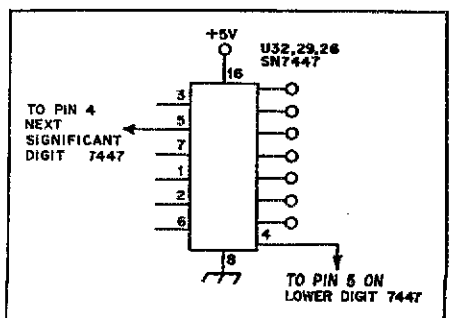 +5V
U32,29,26
SN7447
16
3
TO PIN 4
NEXT
SIGNIFICANT
DIGIT 7447
5
7
1
2
6
4
8
TO PIN 5 ON
LOWER DIGIT 7447